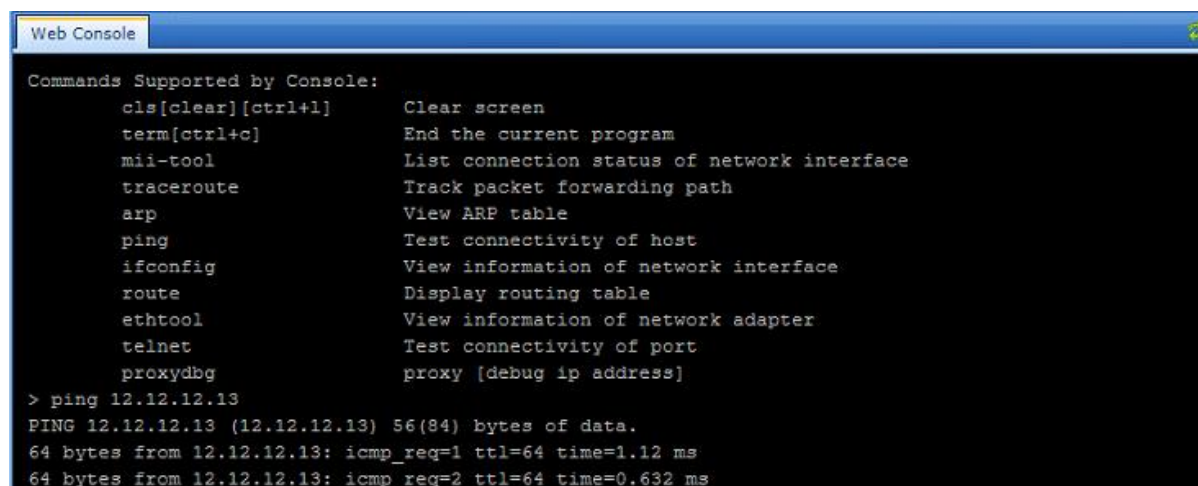 Web Console
Commands Supported by Console:
cls[clear][ctrl+l] Clear screen
term[ctrl+c] End the current program
mii-tool List connection status of network interface
traceroute Track packet forwarding path
arp View ARP table
ping Test connectivity of host
ifconfig View information of network interface
route Display routing table
ethtool View information of network adapter
telnet Test connectivity of port
proxydbg proxy [debug ip address]
> ping 12.12.12.13
PING 12.12.12.13 (12.12.12.13) 56(84) bytes of data.
64 bytes from 12.12.12.13: icmp_req=1 ttl=64 time=1.12 ms
64 bytes from 12.12.12.13: icmp_req=2 ttl=64 time=0.632 ms